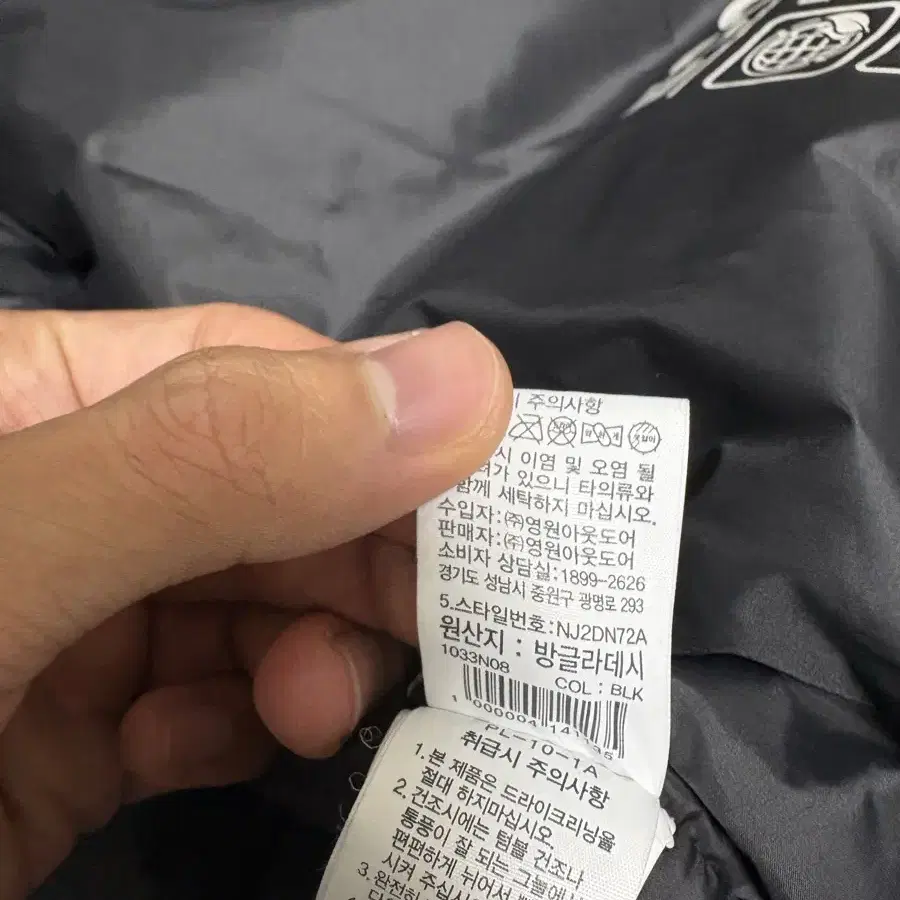 주의사항
이염 및 오염 될
있으니 타의류와
함께 세탁하지 마십시오.
수입자:㈜영원아웃도어
판매자:㈜영원아웃도어
소비자 상담실:1899-2626
경기도 성남시 중원구 광명로 293
5.스타일번호:NJ2DN72A
원산지 : 방글라데시
1033N08
COL : BLK
PL-10-1A
취급시 주의사항
1. 본 제품은 드라이크리닝을
절대 하지마십시오
2. 건조시에는 텀블 건조나
통풍이 잘 되는 그늘에
편편하게 뉘어서
시켜 주십시오
3. 완전히